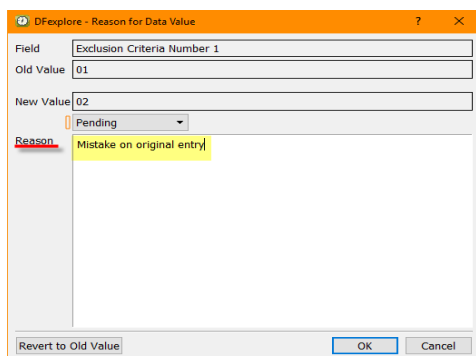 DFexplore - Reason for Data Value ? ×
Field Exclusion Criteria Number 1
Old Value 01
New Value 02
Pending
Reason Mistake on original entry
Revert to Old Value OK Cancel